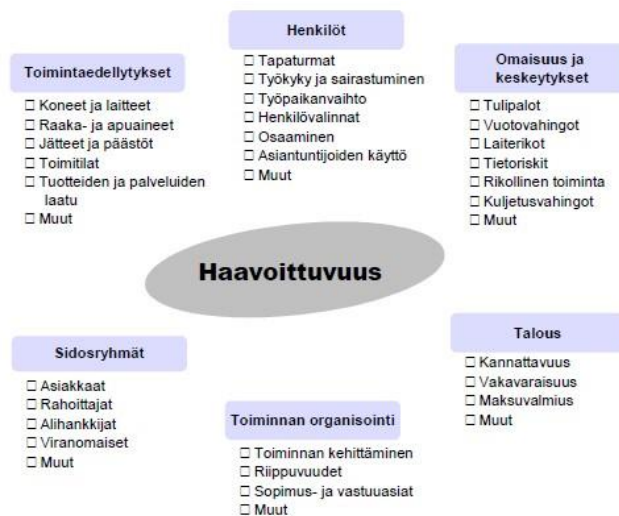 Henkilöt
☐ Tapaturmat
☐ Työkyky ja sairastuminen
☐ Työpaikanvaihto
☐ Henkilövalinnat
☐ Osaaminen
☐ Asiantuntijoiden käyttö
☐ Muut
Toimintaedellytykset
☐ Koneet ja laitteet
☐ Raaka- ja apuaineet
☐ Jätteet ja päästöt
☐ Toimitilat
☐ Tuotteiden ja palveluiden
laatu
☐ Muut
Omaisuus ja
keskeytykset
☐ Tulipalot
☐ Vuotovahingot
☐ Laiterikot
☐ Tietoriskit
☐ Rikollinen toiminta
☐ Kuljetusvahingot
☐ Muut
Haavoittuvuus
Sidosryhmät
☐ Asiakkaat
☐ Rahoittajat
☐ Alihankkijat
☐ Viranomaiset
☐ Muut
Toiminnan organisointi
☐ Toiminnan kehittäminen
☐ Riippuvuudet
☐ Sopimus- ja vastuuasiat
☐ Muut
Talous
☐ Kannattavuus
☐ Vakavaraisuus
☐ Maksuvalmius
☐ Muut